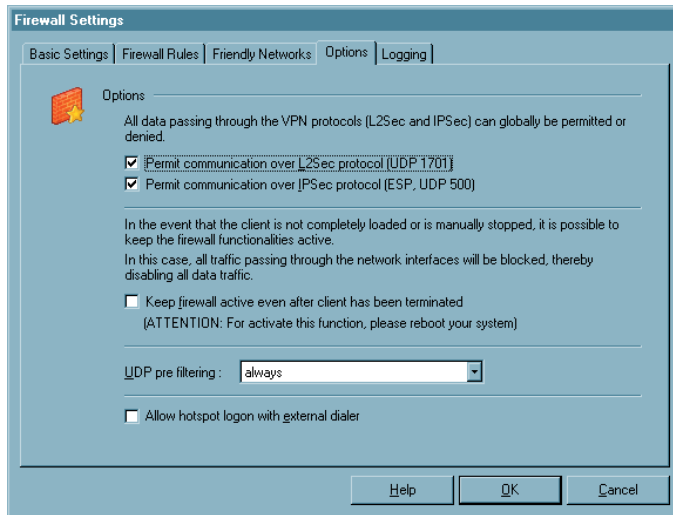 Firewall Settings
Basic Settings
Firewall Rules
Friendly Networks
Options
Logging
Options
All data passing through the VPN protocols (L2Sec and IPSec) can globally be permitted or
denied.
Permit communication over L2Sec protocol (UDP 1701)
Permit communication over IPSec protocol (ESP, UDP 500)
In the event that the client is not completely loaded or is manually stopped, it is possible to
keep the firewall functionalities active.
In this case, all traffic passing through the network interfaces will be blocked, thereby
disabling all data traffic.
Keep firewall active even after client has been terminated
(ATTENTION: For activate this function, please reboot your system)
UDP pre filtering : always
Allow hotspot logon with external dialer
Help
OK
Cancel